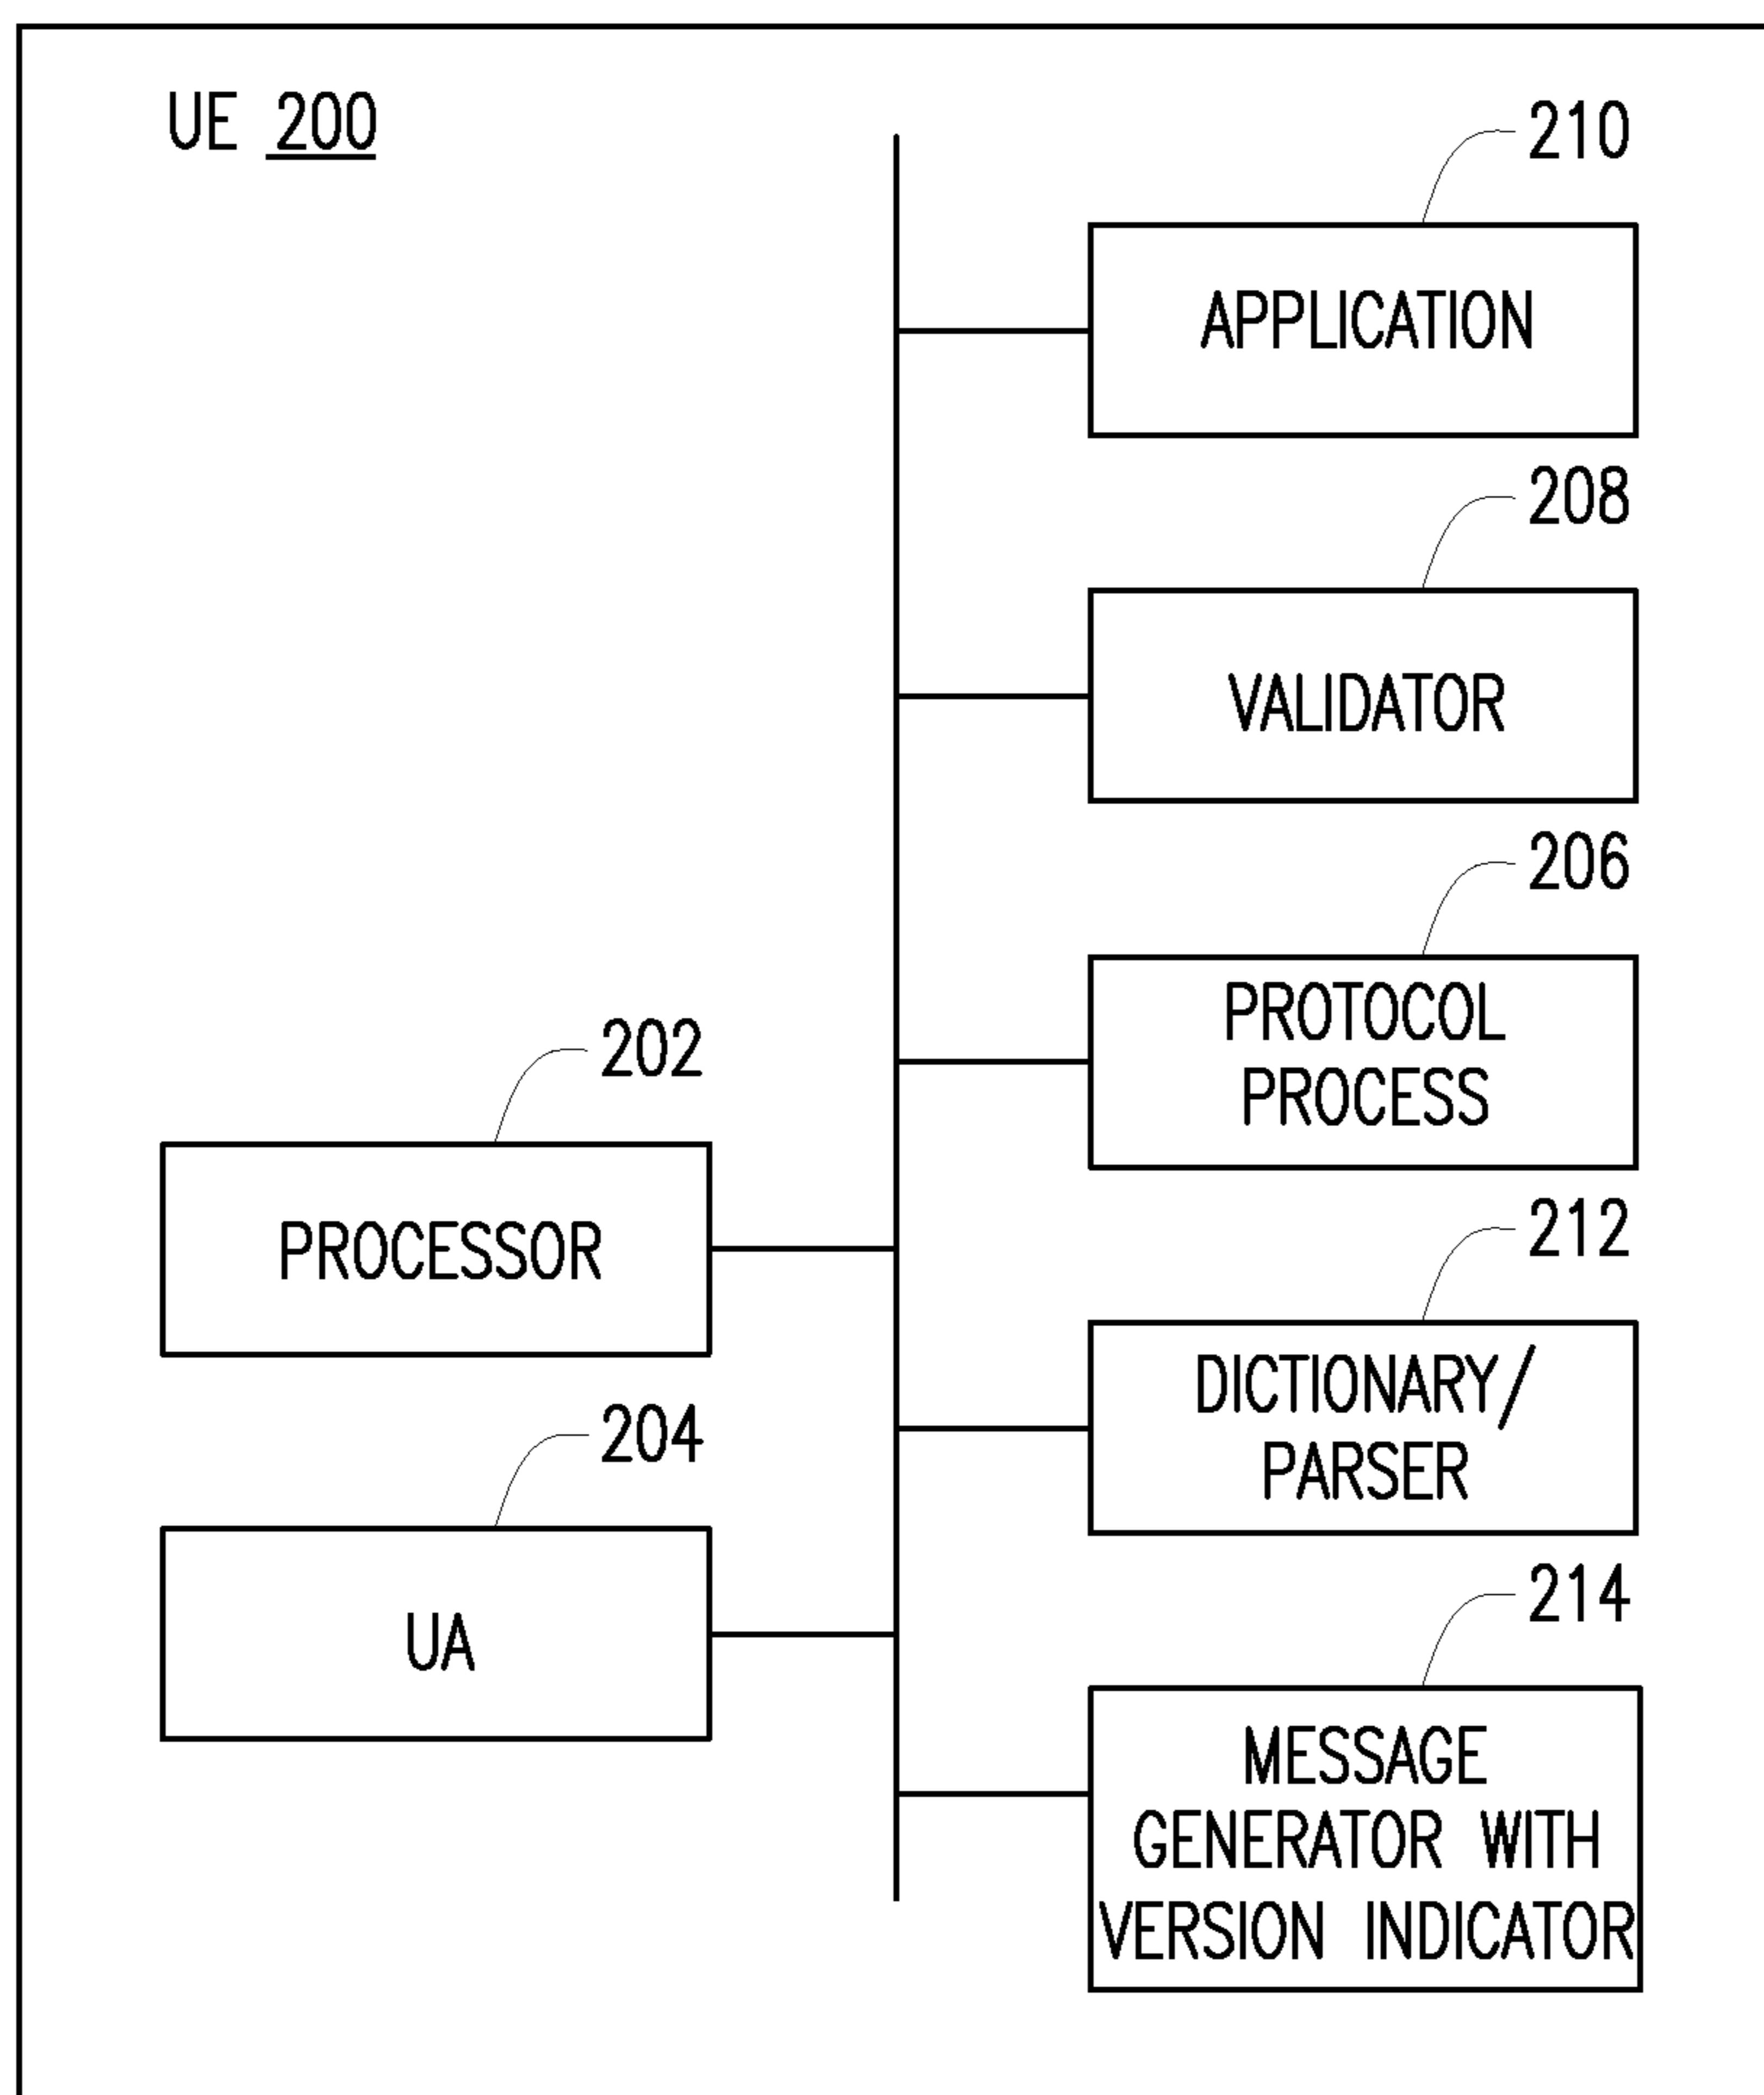 UE 200
210
APPLICATION
208
VALIDATOR
206
PROTOCOL
PROCESS
202
PROCESSOR
212
DICTIONARY/
PARSER
204
UA
214
MESSAGE
GENERATOR WITH
VERSION INDICATOR